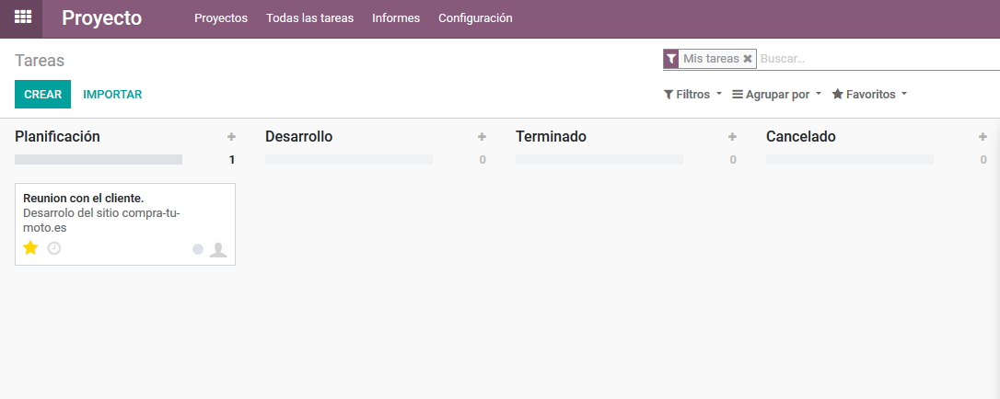 Proyecto Proyectos Todas las tareas Informes Configuración
Tareas Mis tareas Buscar...
CREAR IMPORTAR Filtros Agrupar por Favoritos
Planificación Desarrollo Terminado Cancelado
1 0 0 0
Reunion con el cliente.
Desarrolo del sitio compra-tu-
moto.es